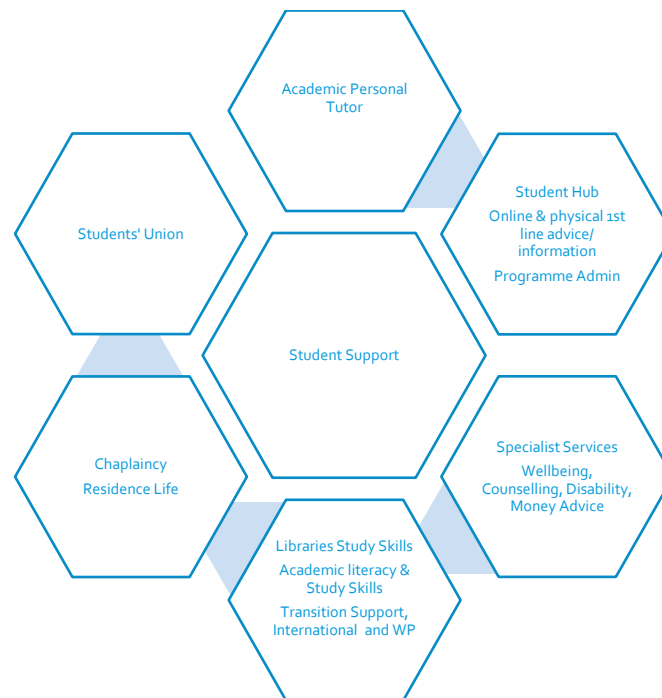 Academic Personal
Tutor
Student Hub
Online & physical 1st
line advice/
information
Programme Admin
Students' Union
Student Support
Specialist Services
Wellbeing,
Counselling, Disability,
Money Advice
Chaplaincy
Residence Life
Libraries Study Skills
Academic literacy &
Study Skills
Transition Support,
International and WP